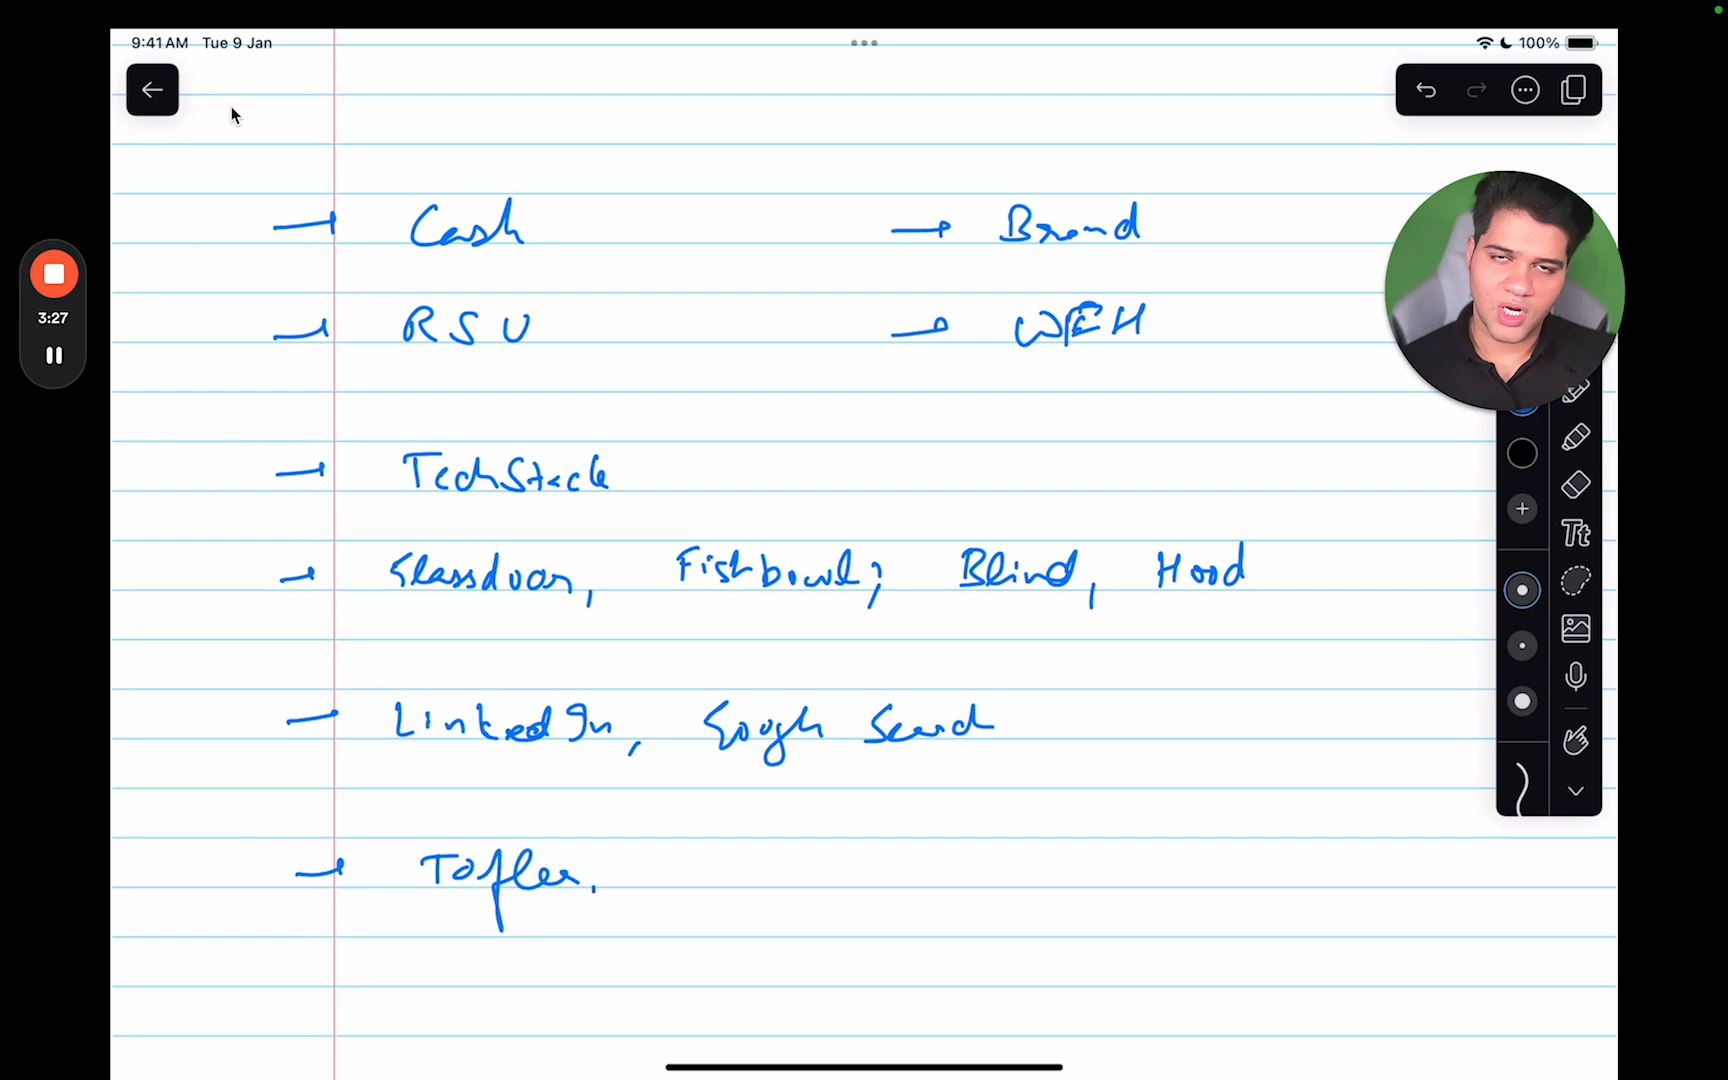 9:41 AM Tue 9 Jan
100%
→ Cash → Brand
→ RSU → WFH
3:27
→ TechStack
→ Glassdoor, Fishbowl, Blind, Hood
→ LinkedIn, Google Search
→ Tofler.
Tt